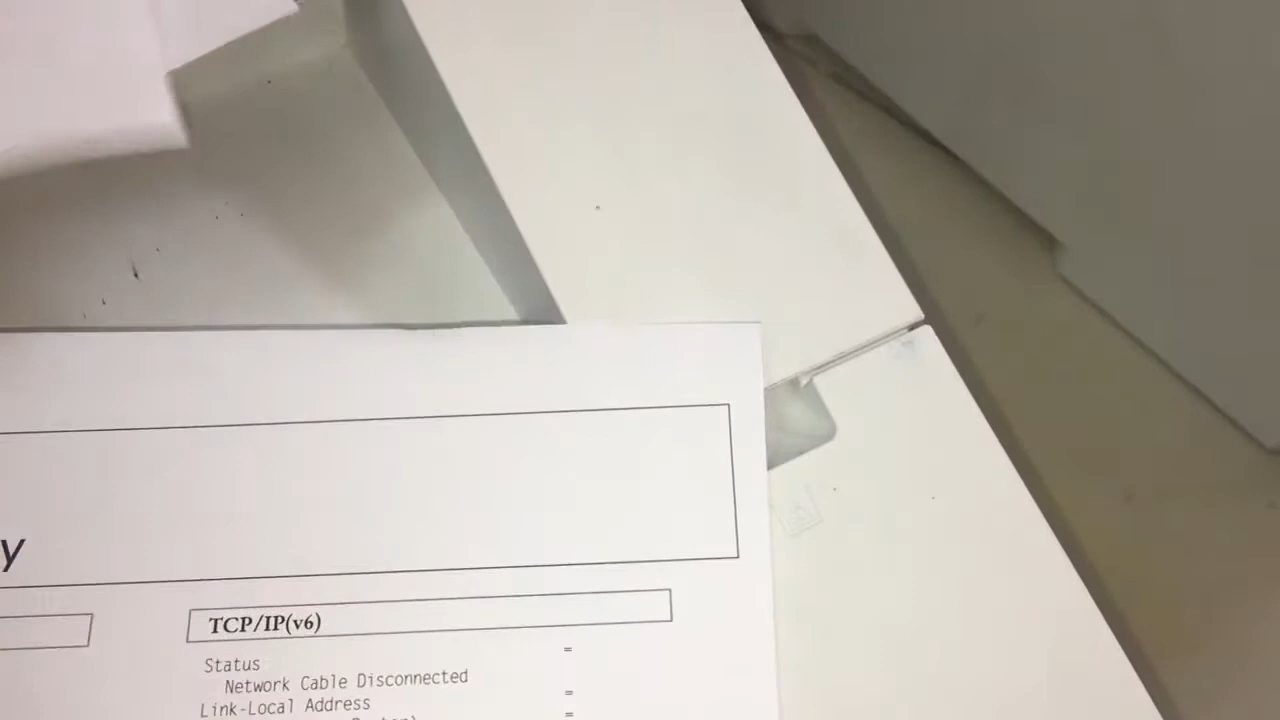 y
TCP/IP(v6)
Status =
Network Cable Disconnected
Link-Local Address =
=